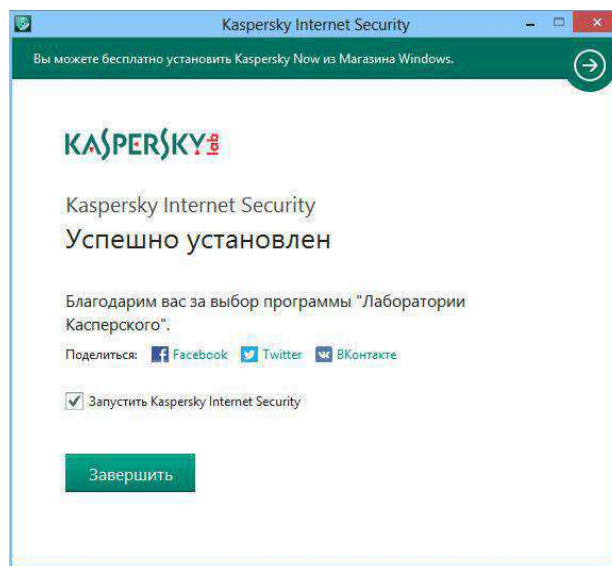 Kaspersky Internet Security
Вы можете бесплатно установить Kaspersky Now из Магазина Windows.
KASPERSKY lab
Kaspersky Internet Security
Успешно установлен
Благодарим вас за выбор программы "Лаборатории
Касперского".
Поделиться: Facebook Twitter ВКонтакте
Запустить Kaspersky Internet Security
Завершить